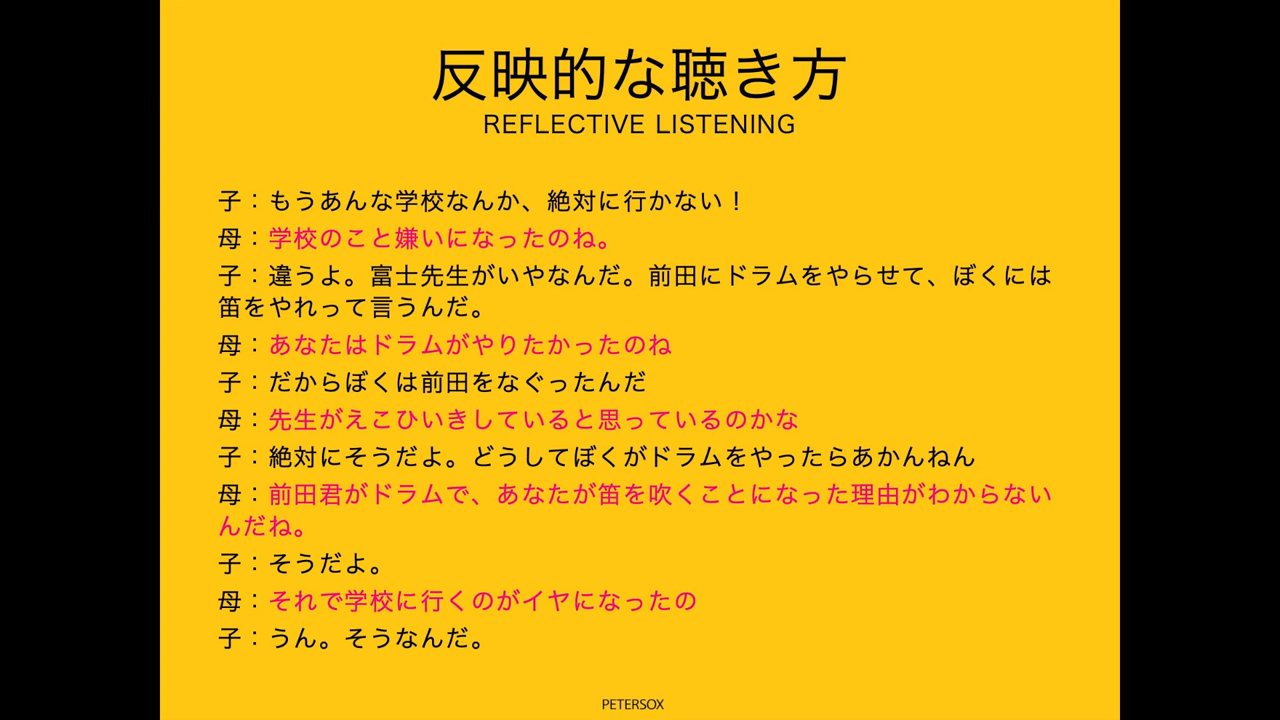 反映的な聴き方
REFLECTIVE LISTENING
子：もうあんな学校なんか、絶対に行かない！
母：学校のこと嫌いになったのね。
子：違うよ。富士先生がいやなんだ。前田にドラムをやらせて、ぼくには
笛をやれって言うんだ。
母：あなたはドラムがやりたかったのね
子：だからぼくは前田をなぐったんだ
母：先生がえこひいきしていると思っているのかな
子：絶対にそうだよ。どうしてぼくがドラムをやったらあかんねん
母：前田君がドラムで、あなたが笛を吹くことになった理由がわからない
んだね。
子：そうだよ。
母：それで学校に行くのがイヤになったの
子：うん。そうなんだ。
PETERSOX